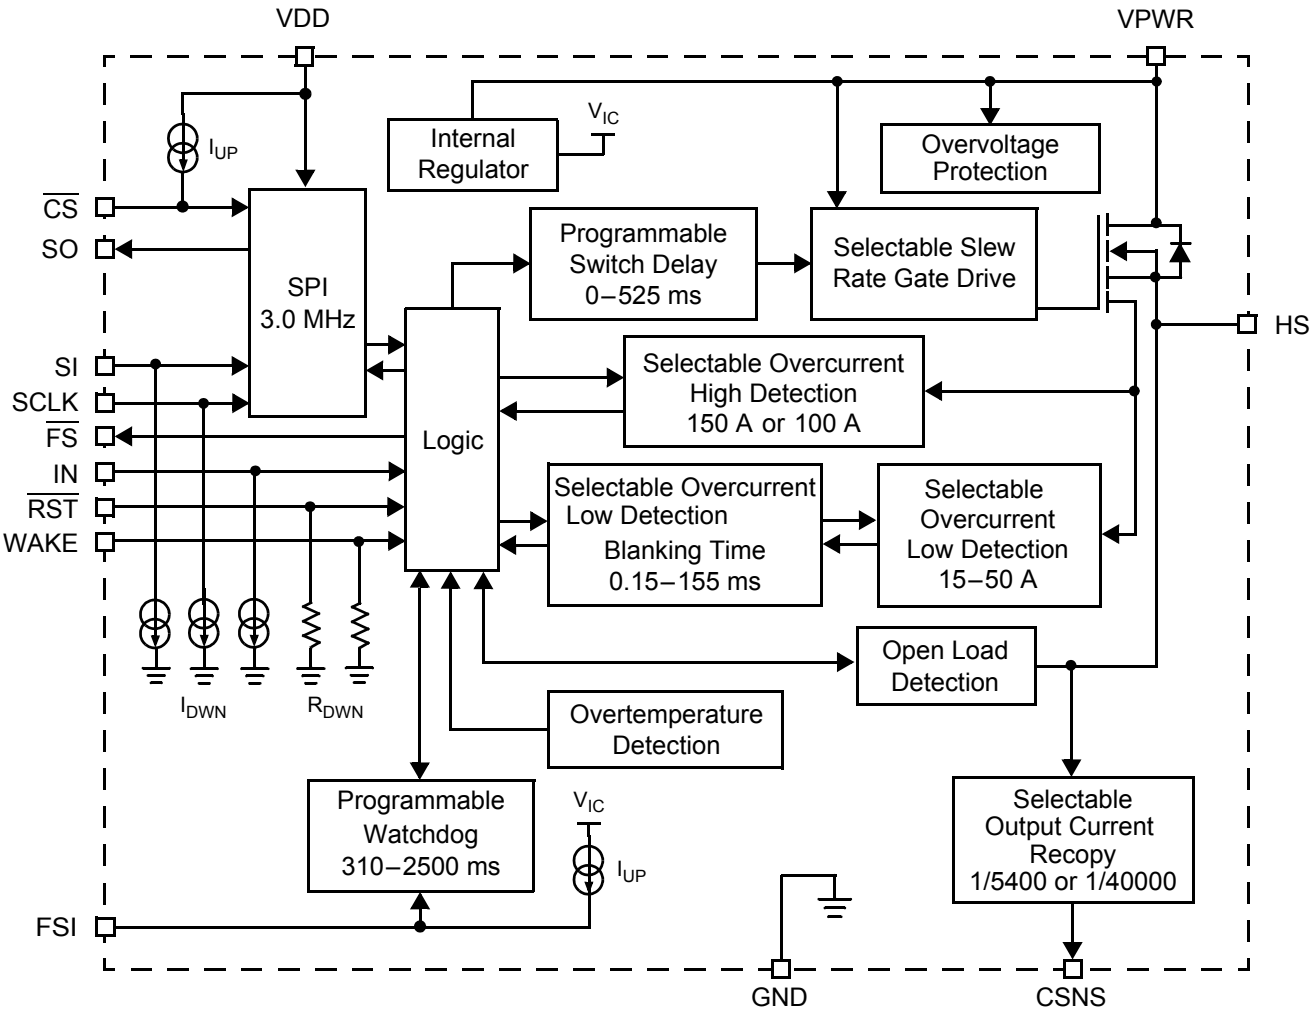 VDD
VPWR
IUP
VIC
Internal
Regulator
Overvoltage
Protection
CS
SO
SPI
3.0 MHz
Programmable
Switch Delay
0–525 ms
Selectable Slew
Rate Gate Drive
HS
SI
SCLK
FS
IN
RST
WAKE
Logic
Selectable Overcurrent
High Detection
150 A or 100 A
Selectable Overcurrent
Low Detection
Blanking Time
0.15–155 ms
Selectable
Overcurrent
Low Detection
15–50 A
IDWN
RDWN
Open Load
Detection
Overtemperature
Detection
Programmable
Watchdog
310–2500 ms
VIC
IUP
Selectable
Output Current
Recopy
1/5400 or 1/40000
FSI
GND
CSNS